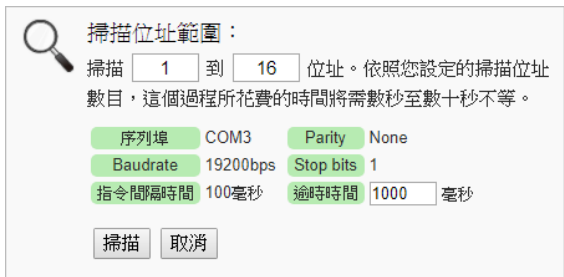 掃描位址範圍：
掃描 1 到 16 位址。依照您設定的掃描位址
數目，這個過程所花費的時間將需數秒至數十秒不等。
序列埠 COM3 Parity None
Baudrate 19200bps Stop bits 1
指令間隔時間 100毫秒 逾時時間 1000 毫秒
掃描 取消